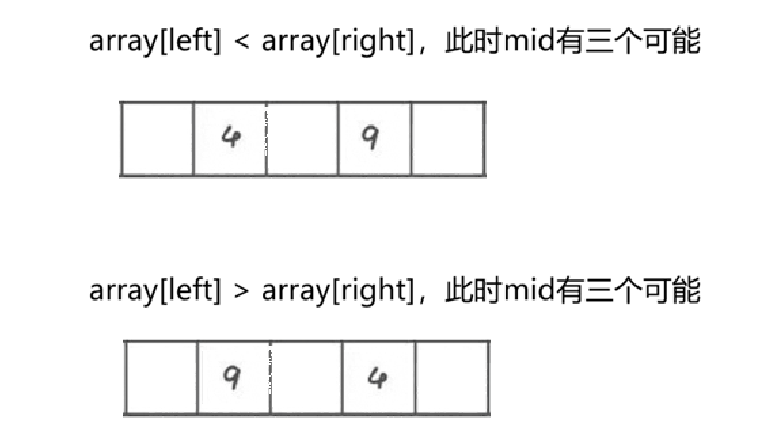 array[left] < array[right]，此时mid有三个可能
4 9
array[left] > array[right]，此时mid有三个可能
9 4